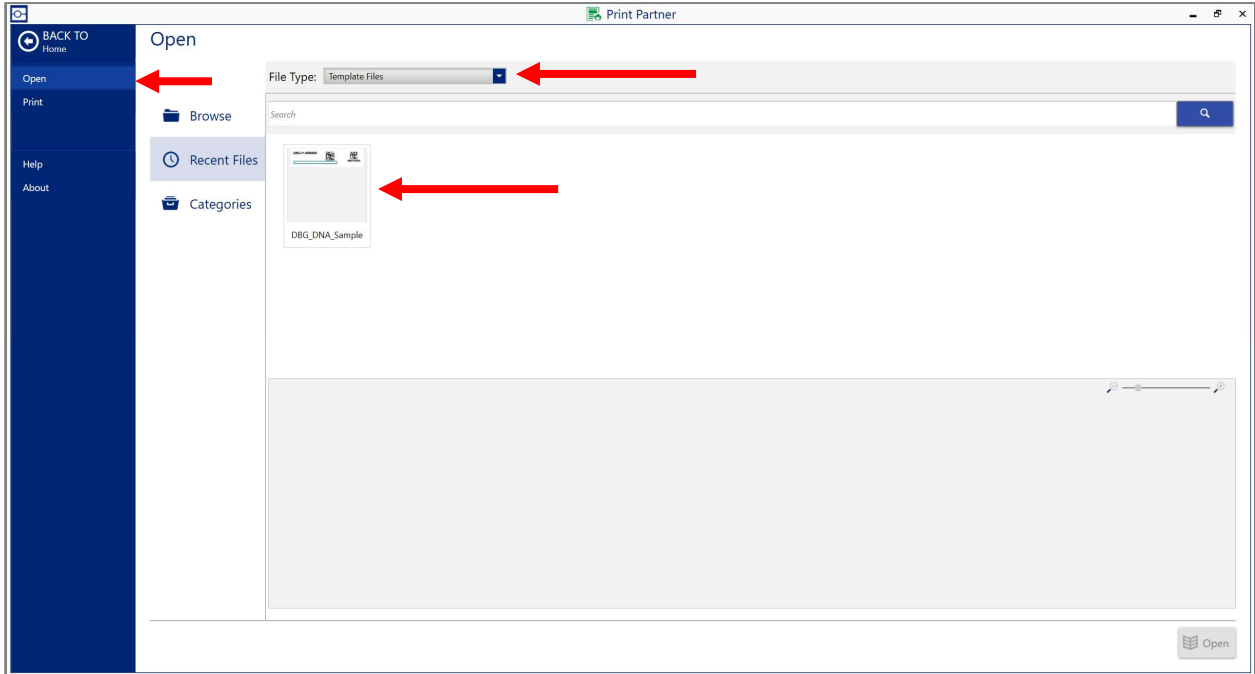 Print Partner
BACK TO
Home
Open
Print
Help
About
Open
File Type: Template Files
Browse
Recent Files
Categories
Search
DBG_DNA_Sample
Open